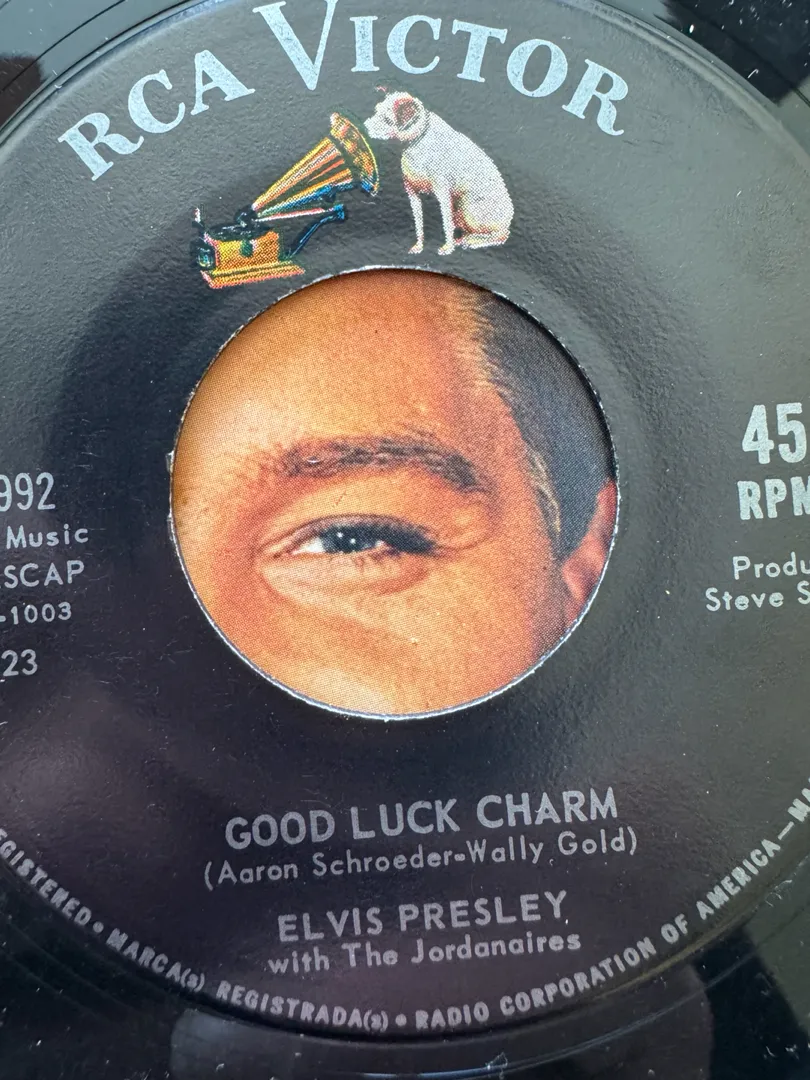 RCA VICTOR
45
RPM
992
Music
SCAP
-1003
23
Produ
Steve S
GOOD LUCK CHARM
(Aaron Schroeder-Wally Gold)
ELVIS PRESLEY
with The Jordanaires
EGISTERED • MARCA(s) REGISTRADA(s) • RADIO CORPORATION OF AMERICA—MA